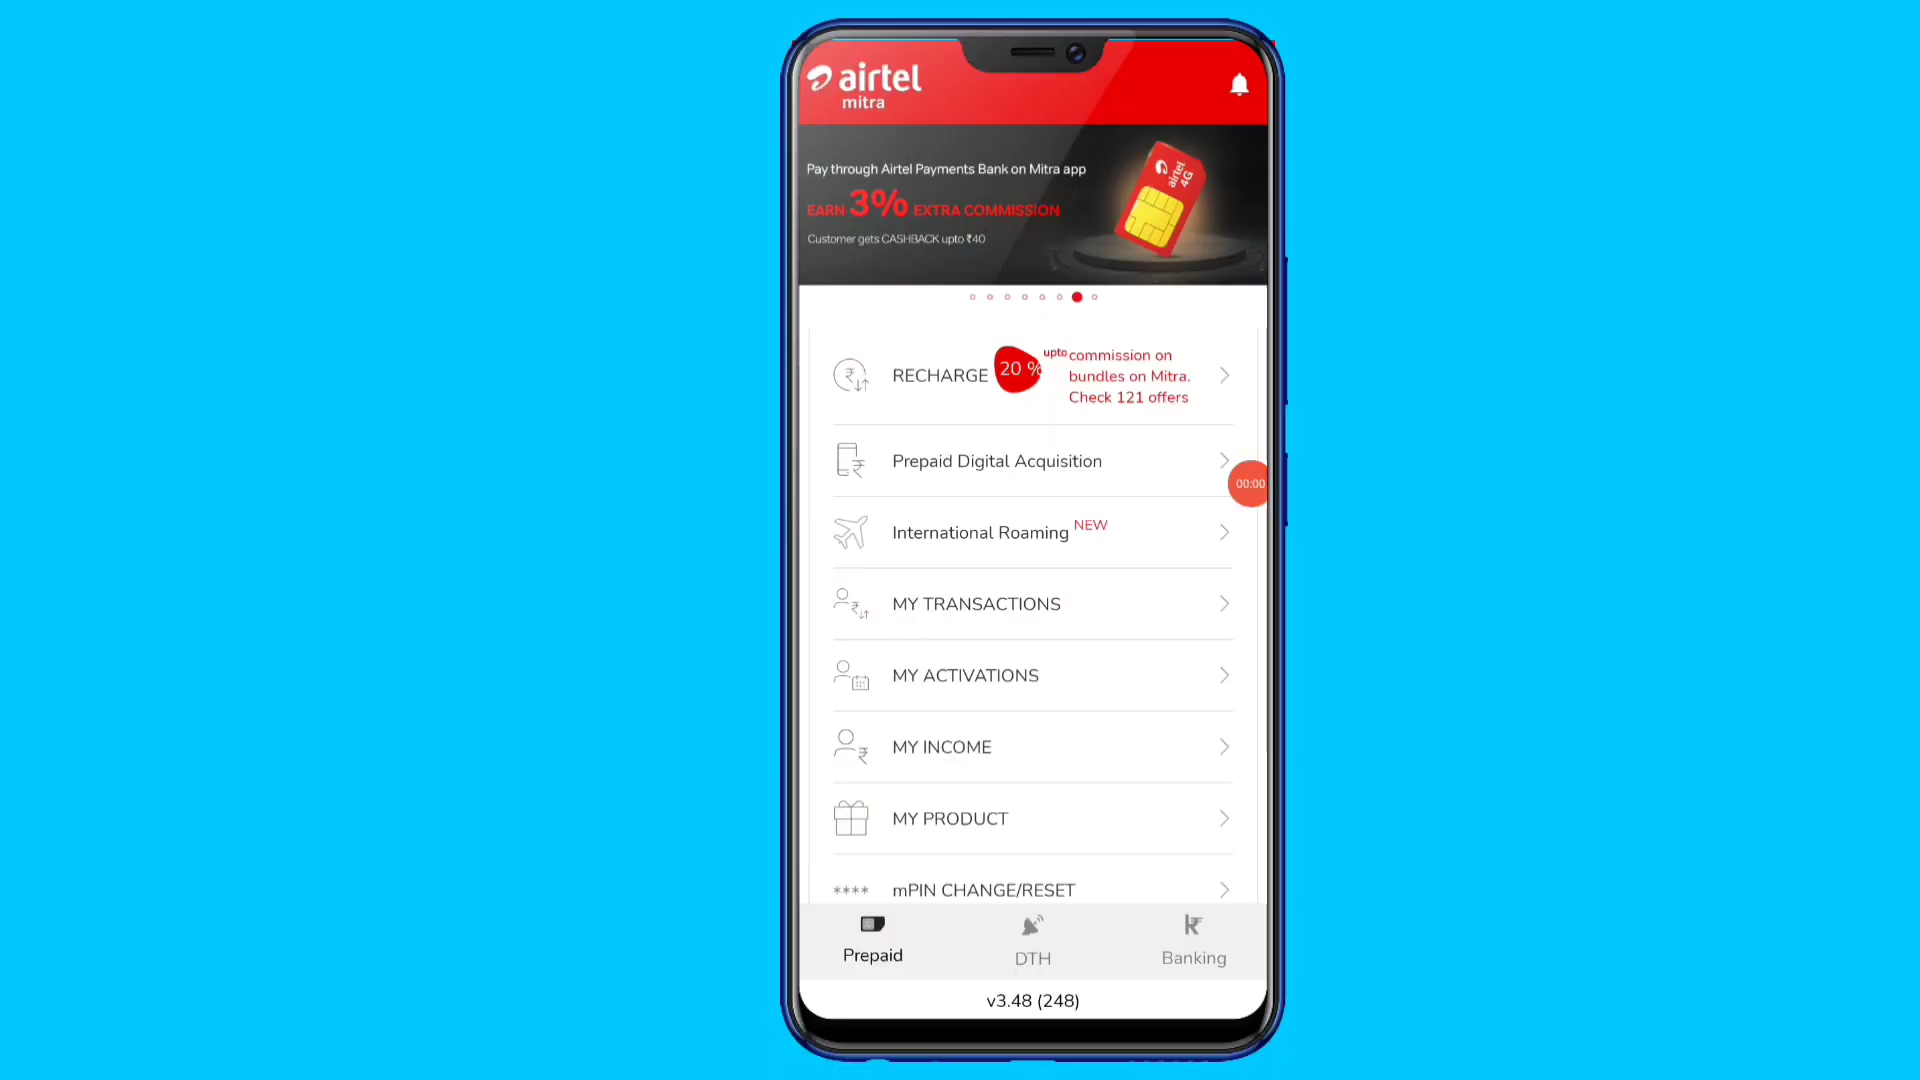 airtel
mitra
Pay through Airtel Payments Bank on Mitra app
EARN 3% EXTRA COMMISSION
Customer gets CASHBACK upto ₹40
airtel
4G
RECHARGE 20 % upto commission on
bundles on Mitra.
Check 121 offers
Prepaid Digital Acquisition
00:00
International Roaming NEW
MY TRANSACTIONS
MY ACTIVATIONS
MY INCOME
MY PRODUCT
**** mPIN CHANGE/RESET
Prepaid DTH Banking
v3.48 (248)